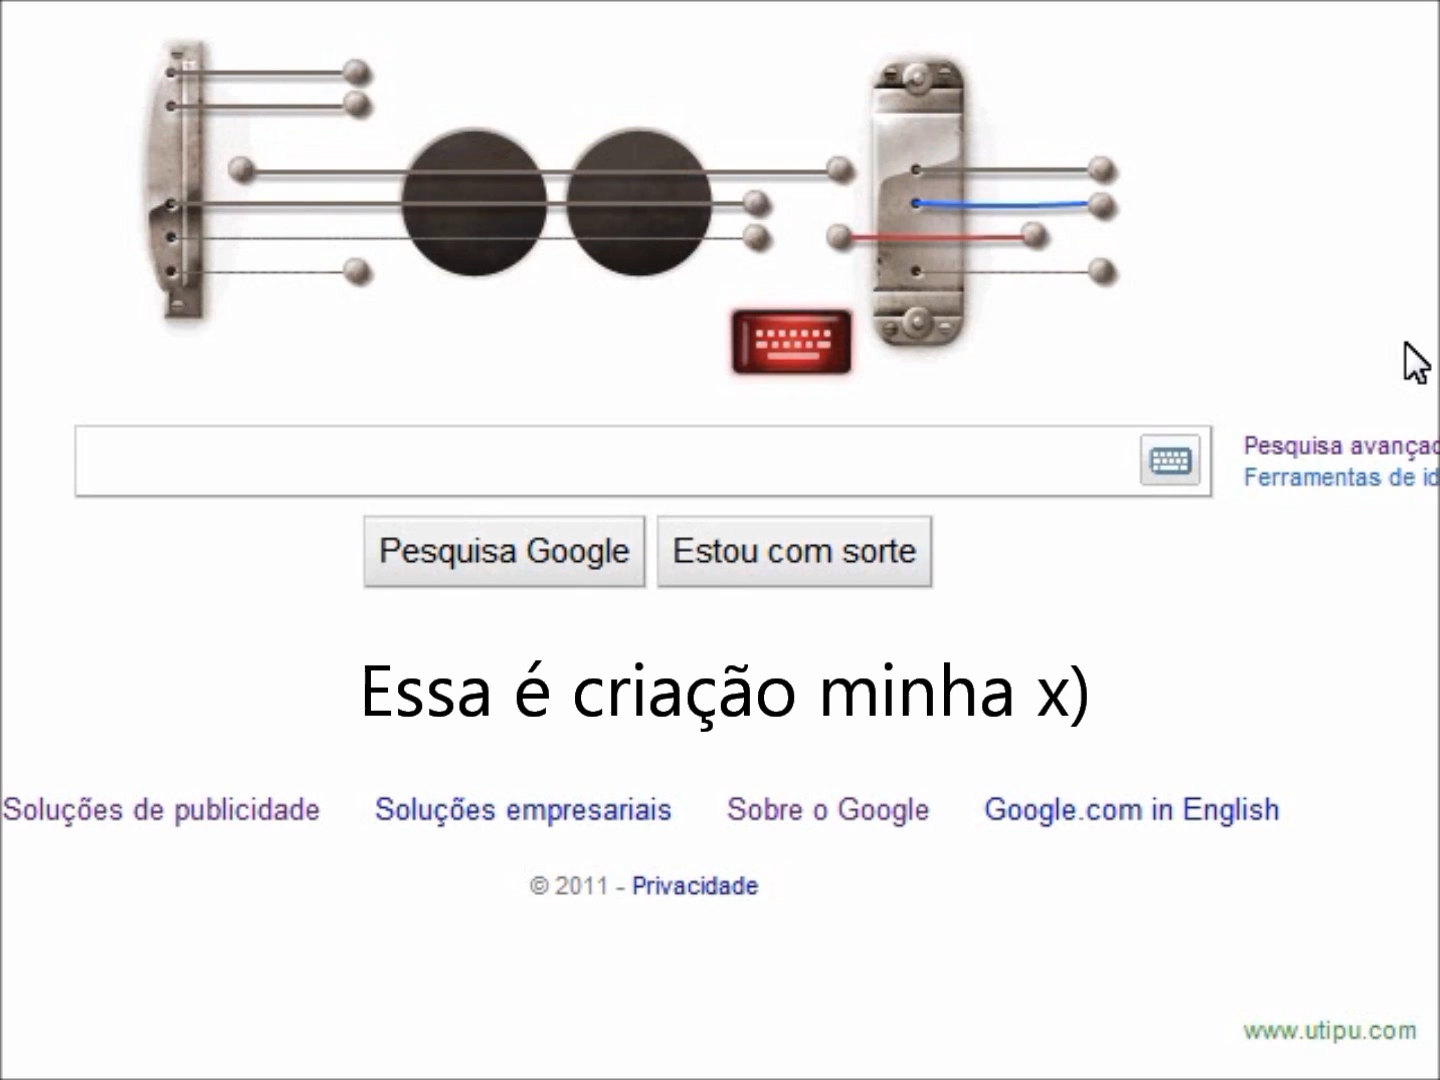 Pesquisa avançad
Ferramentas de id
Pesquisa Google
Estou com sorte
Essa é criação minha x)
Soluções de publicidade
Soluções empresariais
Sobre o Google
Google.com in English
© 2011 - Privacidade
www.utipu.com